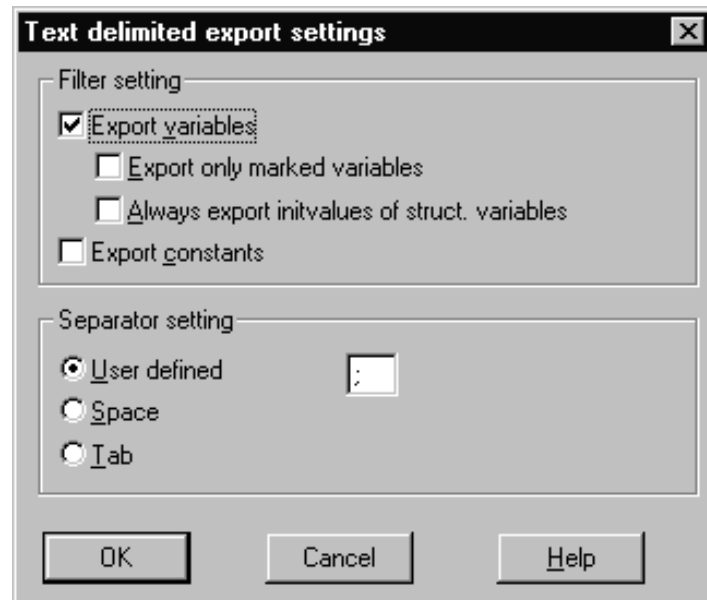 Text delimited export settings
Filter setting
Export variables
Export only marked variables
Always export initvalues of struct. variables
Export constants
Separator setting
User defined ;
Space
Tab
OK Cancel Help